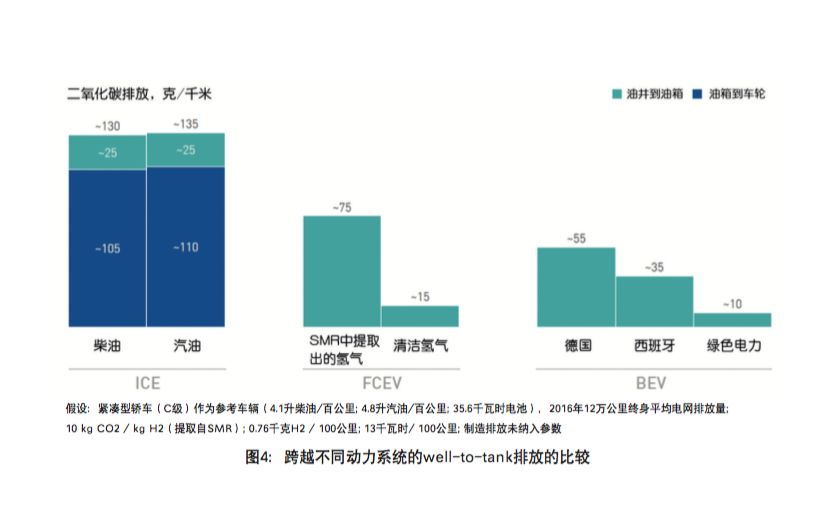 二氧化碳排放，克/千米
油井到油箱 油箱到车轮
~130 ~135
~25 ~25
~105 ~110
~75
~15
~55
~35
~10
柴油 汽油 SMR中提取出的氢气 清洁氢气 德国 西班牙 绿色电力
ICE FCEV BEV
假设: 紧凑型轿车（C级）作为参考车辆（4.1升柴油/百公里; 4.8升汽油/百公里; 35.6千瓦时电池）, 2016年12万公里终身平均电网排放量;
10 kg CO2 / kg H2（提取自SMR）; 0.76千克H2 / 100公里; 13千瓦时/ 100公里; 制造排放未纳入参数
图4: 跨越不同动力系统的well-to-tank排放的比较